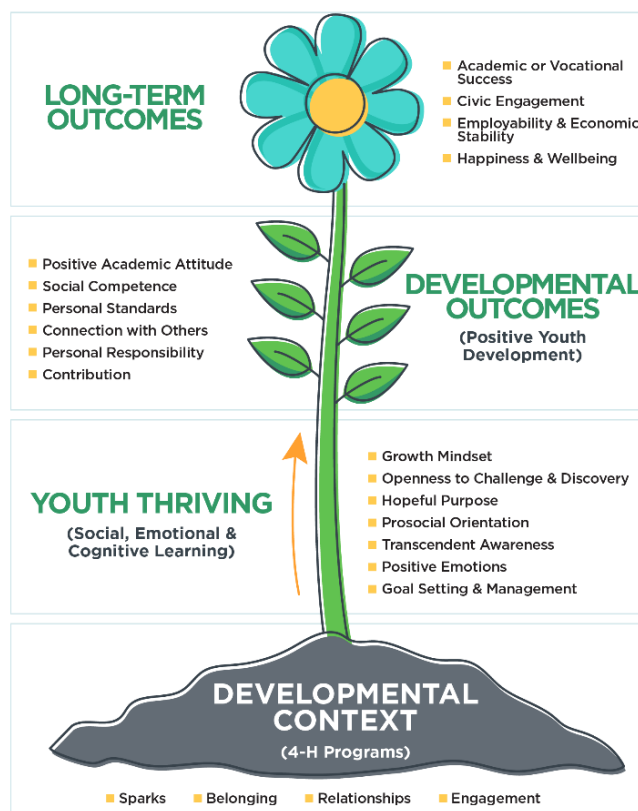 LONG-TERM
OUTCOMES
Academic or Vocational
Success
Civic Engagement
Employability & Economic
Stability
Happiness & Wellbeing
Positive Academic Attitude
Social Competence
Personal Standards
Connection with Others
Personal Responsibility
Contribution
DEVELOPMENTAL
OUTCOMES
(Positive Youth
Development)
YOUTH THRIVING
(Social, Emotional &
Cognitive Learning)
Growth Mindset
Openness to Challenge & Discovery
Hopeful Purpose
Prosocial Orientation
Transcendent Awareness
Positive Emotions
Goal Setting & Management
DEVELOPMENTAL
CONTEXT
(4-H Programs)
Sparks Belonging Relationships Engagement